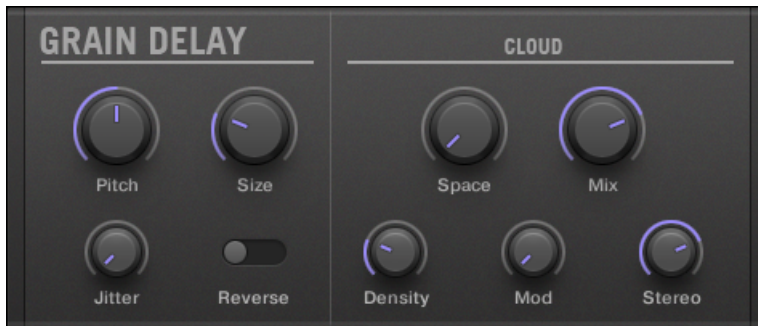 GRAIN DELAY
CLOUD
Pitch
Size
Space
Mix
Jitter
Reverse
Density
Mod
Stereo